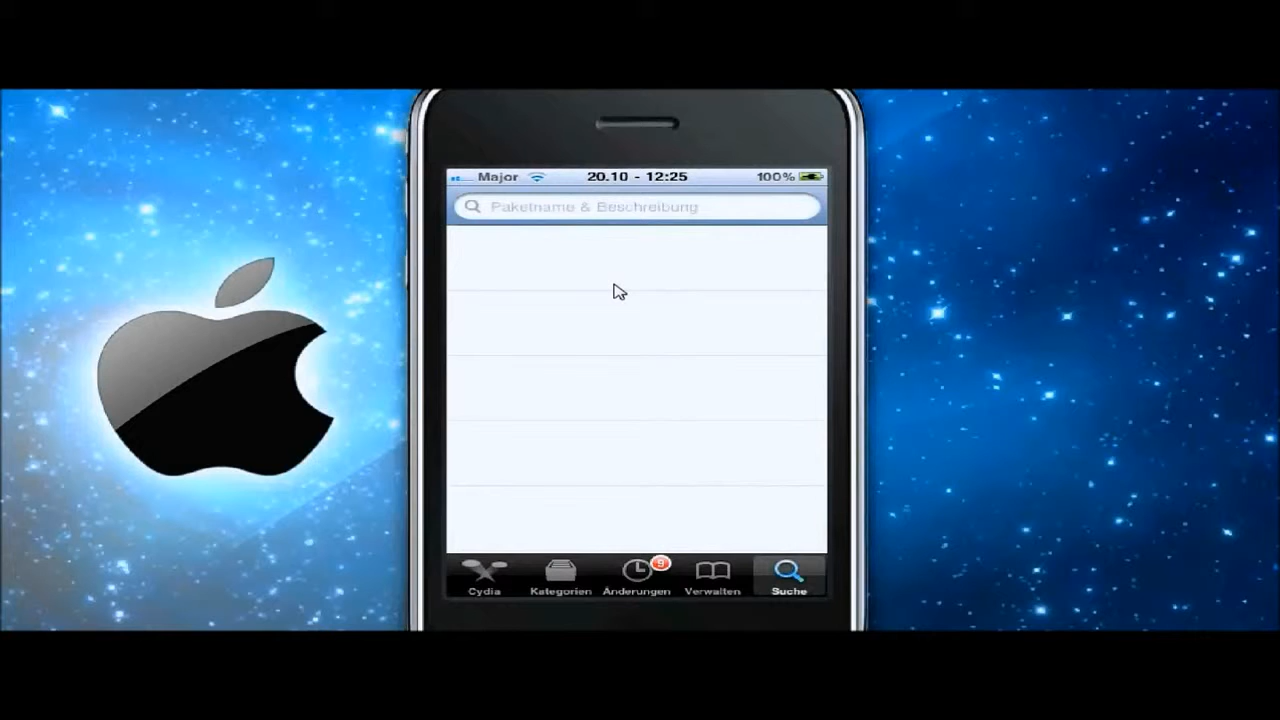 Major 20.10 - 12:25 100%
Paketname & Beschreibung
9
Cydia Kategorien Änderungen Verwalten Suche